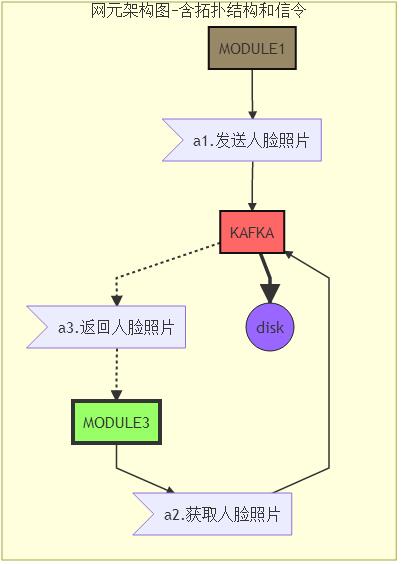 网元架构图-含拓扑结构和信令
MODULE1
a1.发送人脸照片
KAFKA
a3.返回人脸照片
disk
MODULE3
a2.获取人脸照片